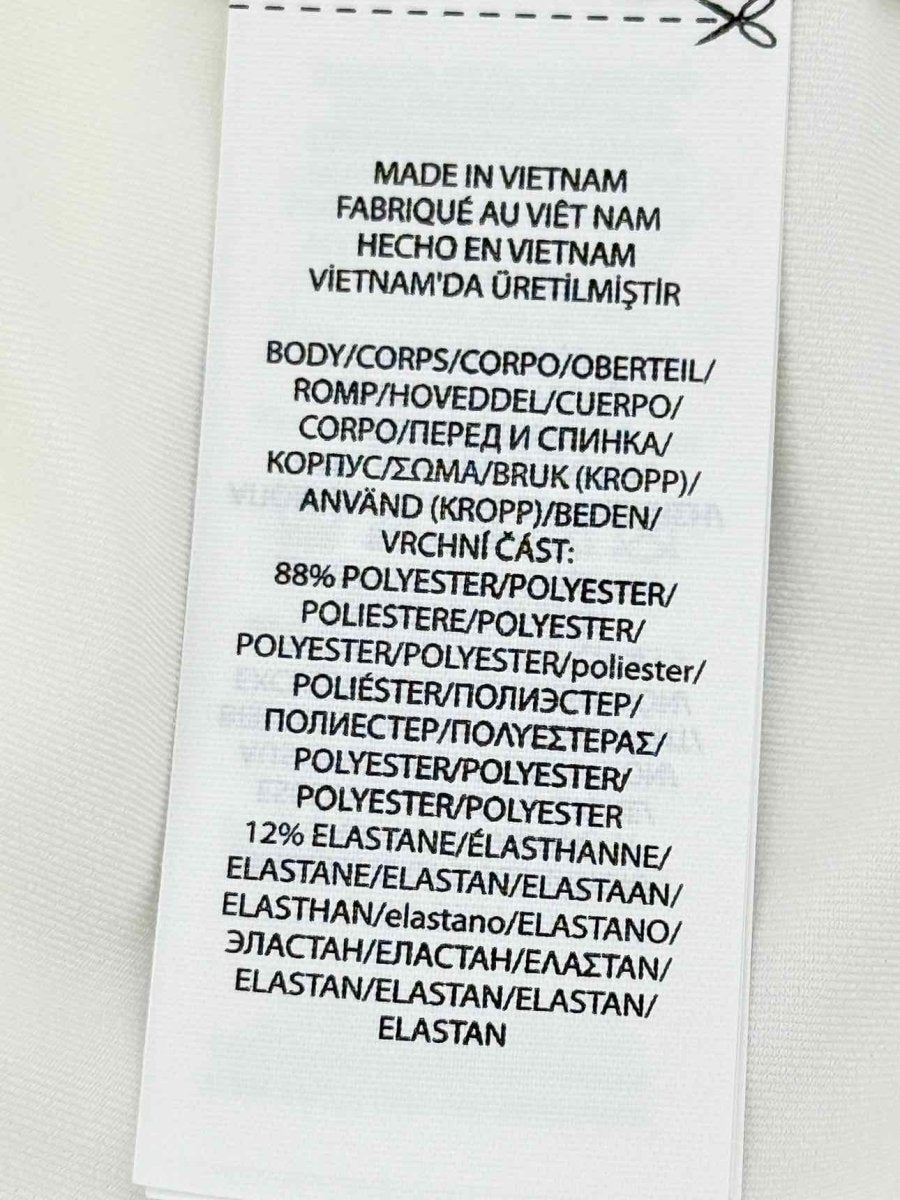 MADE IN VIETNAM
FABRIQUÉ AU VIÊT NAM
HECHO EN VIETNAM
VİETNAM'DA ÜRETİLMİŞTİR
BODY/CORPS/CORPO/OBERTEIL/
ROMP/HOVEDDEL/CUERPO/
CORPO/ПЕРЕД И СПИНКА/
КОРПУС/ΣΩΜΑ/BRUK (KROPP)/
ANVÄND (KROPP)/BEDEN/
VRCHNÍ ČÁST:
88% POLYESTER/POLYESTER/
POLIESTERE/POLYESTER/
POLYESTER/POLYESTER/poliester/
POLIÉSTER/ПОЛИЭСТЕР/
ПОЛИЕСТЕР/ΠΟΛΥΕΣΤΕΡΑΣ/
POLYESTER/POLYESTER/
POLYESTER/POLYESTER
12% ELASTANE/ÉLASTHANNE/
ELASTANE/ELASTAN/ELASTAAN/
ELASTHAN/elastano/ELASTANO/
ЭЛАСТАН/ЕЛАСТАН/ΕΛΑΣΤΑΝ/
ELASTAN/ELASTAN/ELASTAN/
ELASTAN